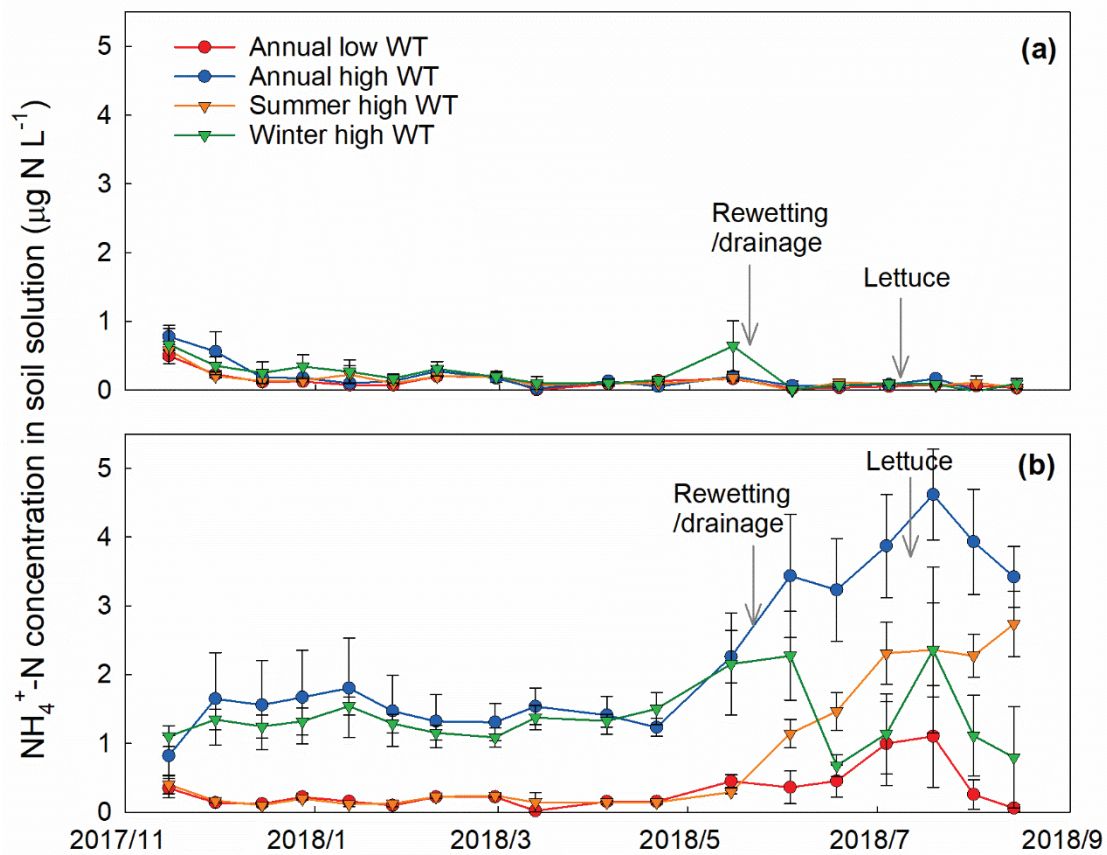 NH₄⁺-N concentration in soil solution (µg N L⁻¹)
5
4
3
2
1
0
Annual low WT
Annual high WT
Summer high WT
Winter high WT
(a)
Rewetting
/drainage
Lettuce
5
4
3
2
1
0
(b)
Lettuce
Rewetting
/drainage
2017/11
2018/1
2018/3
2018/5
2018/7
2018/9